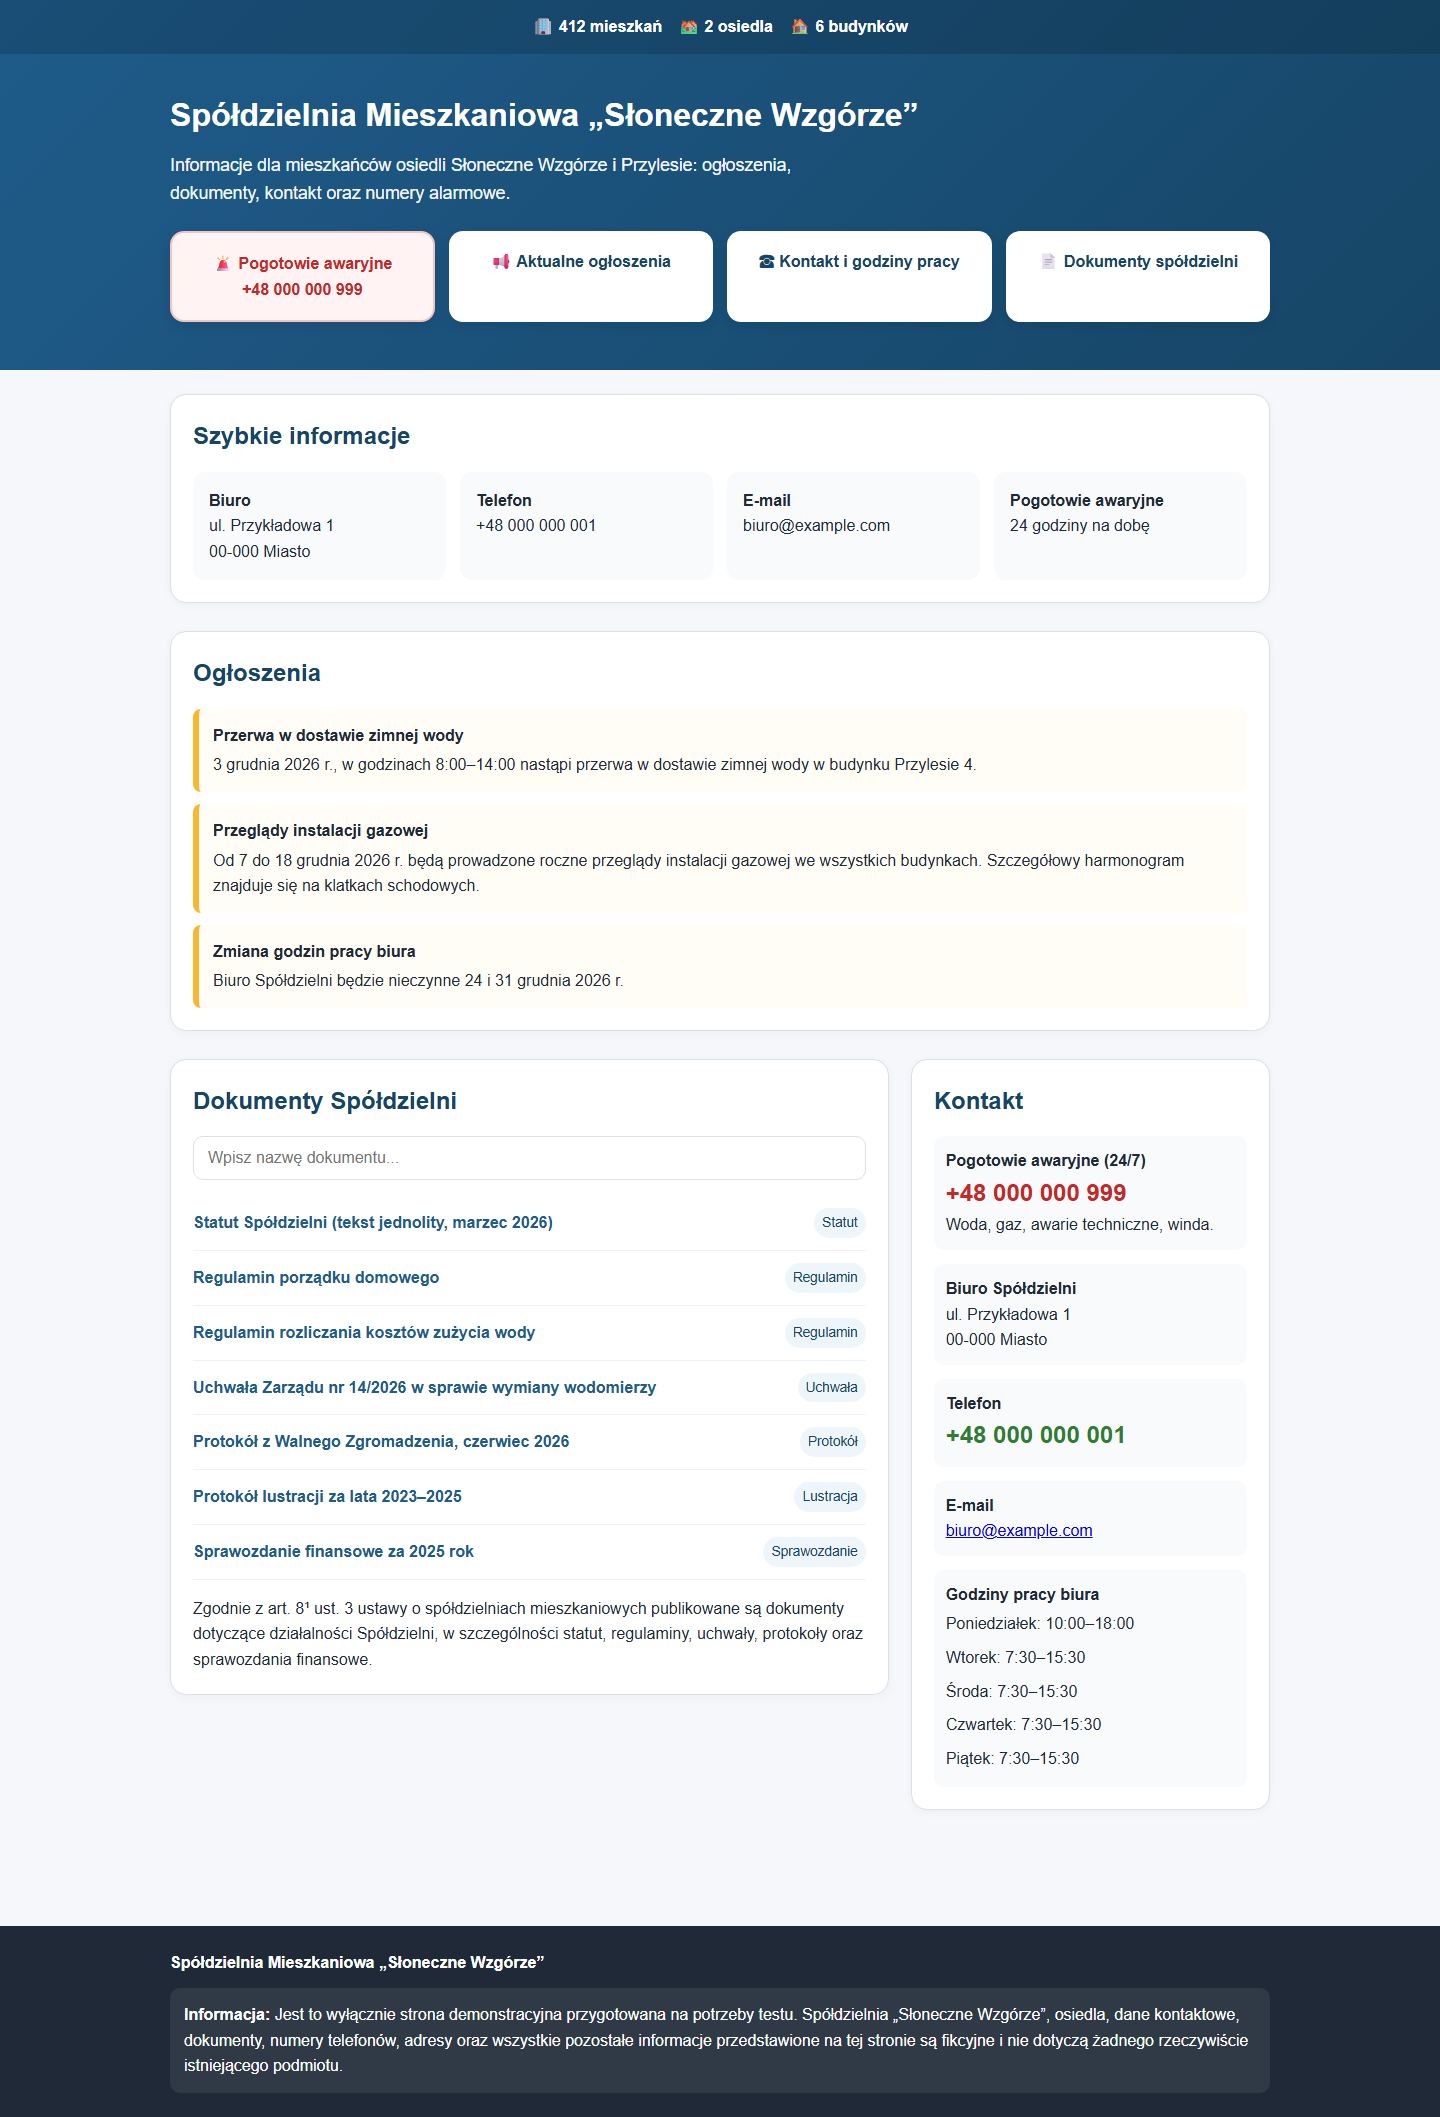 412 mieszkań 2 osiedla 6 budynków
Spółdzielnia Mieszkaniowa „Słoneczne Wzgórze”
Informacje dla mieszkańców osiedli Słoneczne Wzgórze i Przylesie: ogłoszenia,
dokumenty, kontakt oraz numery alarmowe.
Pogotowie awaryjne
+48 000 000 999
Aktualne ogłoszenia
Kontakt i godziny pracy
Dokumenty spółdzielni
Szybkie informacje
Biuro
ul. Przykładowa 1
00-000 Miasto
Telefon
+48 000 000 001
E-mail
biuro@example.com
Pogotowie awaryjne
24 godziny na dobę
Ogłoszenia
Przerwa w dostawie zimnej wody
3 grudnia 2026 r., w godzinach 8:00–14:00 nastąpi przerwa w dostawie zimnej wody w budynku Przylesie 4.
Przeglądy instalacji gazowej
Od 7 do 18 grudnia 2026 r. będą prowadzone roczne przeglądy instalacji gazowej we wszystkich budynkach. Szczegółowy harmonogram
znajduje się na klatkach schodowych.
Zmiana godzin pracy biura
Biuro Spółdzielni będzie nieczynne 24 i 31 grudnia 2026 r.
Dokumenty Spółdzielni
Wpisz nazwę dokumentu...
Statut Spółdzielni (tekst jednolity, marzec 2026) Statut
Regulamin porządku domowego Regulamin
Regulamin rozliczania kosztów zużycia wody Regulamin
Uchwała Zarządu nr 14/2026 w sprawie wymiany wodomierzy Uchwała
Protokół z Walnego Zgromadzenia, czerwiec 2026 Protokół
Protokół lustracji za lata 2023–2025 Lustracja
Sprawozdanie finansowe za 2025 rok Sprawozdanie
Zgodnie z art. 8¹ ust. 3 ustawy o spółdzielniach mieszkaniowych publikowane są dokumenty
dotyczące działalności Spółdzielni, w szczególności statut, regulaminy, uchwały, protokoły oraz
sprawozdania finansowe.
Kontakt
Pogotowie awaryjne (24/7)
+48 000 000 999
Woda, gaz, awarie techniczne, winda.
Biuro Spółdzielni
ul. Przykładowa 1
00-000 Miasto
Telefon
+48 000 000 001
E-mail
biuro@example.com
Godziny pracy biura
Poniedziałek: 10:00–18:00
Wtorek: 7:30–15:30
Środa: 7:30–15:30
Czwartek: 7:30–15:30
Piątek: 7:30–15:30
Spółdzielnia Mieszkaniowa „Słoneczne Wzgórze”
Informacja: Jest to wyłącznie strona demonstracyjna przygotowana na potrzeby testu. Spółdzielnia „Słoneczne Wzgórze”, osiedla, dane kontaktowe,
dokumenty, numery telefonów, adresy oraz wszystkie pozostałe informacje przedstawione na tej stronie są fikcyjne i nie dotyczą żadnego rzeczywiście
istniejącego podmiotu.